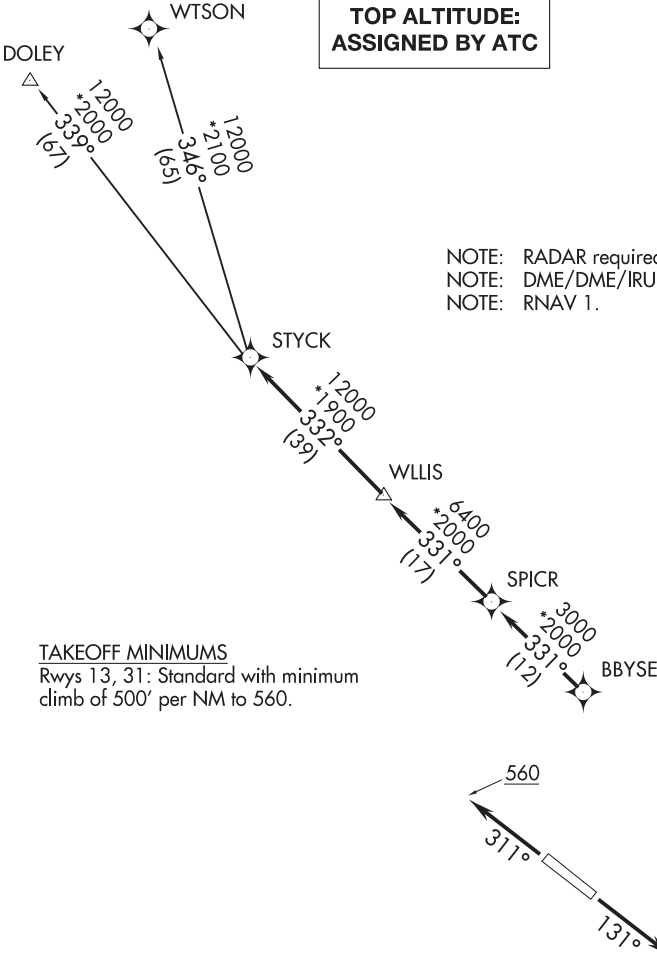 WTSON
TOP ALTITUDE:
ASSIGNED BY ATC
DOLEY
12000
*2000
339°
(67)
12000
*2100
346°
(65)
NOTE: RADAR required
NOTE: DME/DME/IRU
NOTE: RNAV 1.
STYCK
12000
*1900
332°
(39)
WLLIS
6400
*2000
331°
(17)
SPICR
3000
*2000
331°
(12)
BBYSE
TAKEOFF MINIMUMS
Rwys 13, 31: Standard with minimum
climb of 500' per NM to 560.
560
311°
131°